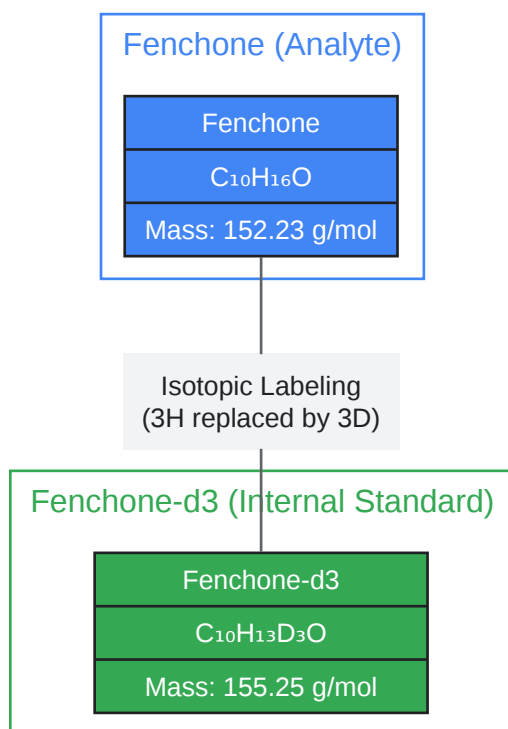 Fenchone (Analyte)
Fenchone
C₁₀H₁₆O
Mass: 152.23 g/mol
Isotopic Labeling
(3H replaced by 3D)
Fenchone-d3 (Internal Standard)
Fenchone-d3
C₁₀H₁₃D₃O
Mass: 155.25 g/mol